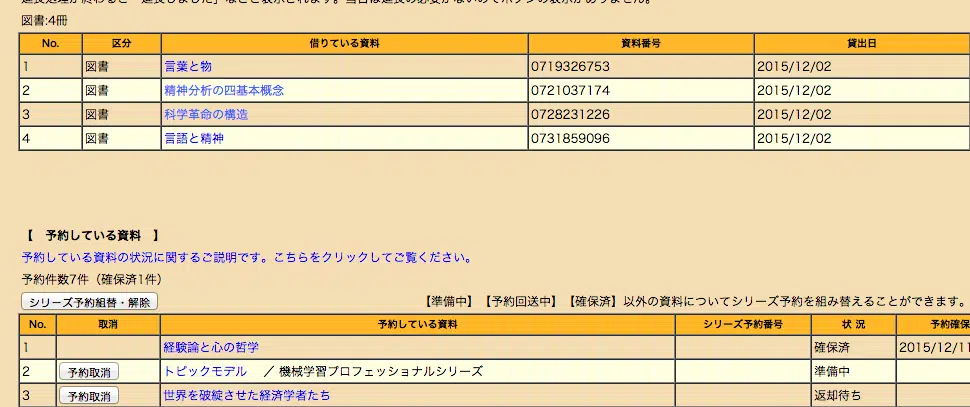 図書:4冊
No. 区分 借りている資料 資料番号 貸出日
1 図書 言葉と物 0719326753 2015/12/02
2 図書 精神分析の四基本概念 0721037174 2015/12/02
3 図書 科学革命の構造 0728231226 2015/12/02
4 図書 言語と精神 0731859096 2015/12/02
【 予約している資料 】
予約している資料の状況に関するご説明です。こちらをクリックしてご覧ください。
予約件数7件（確保済1件）
シリーズ予約組替・解除 【準備中】【予約回送中】【確保済】以外の資料についてシリーズ予約を組み替えることができます。
No. 取消 予約している資料 シリーズ予約番号 状 況 予約確保
1 経験論と心の哲学 確保済 2015/12/11
2 予約取消 トピックモデル ／ 機械学習プロフェッショナルシリーズ 準備中
3 予約取消 世界を破綻させた経済学者たち 返却待ち